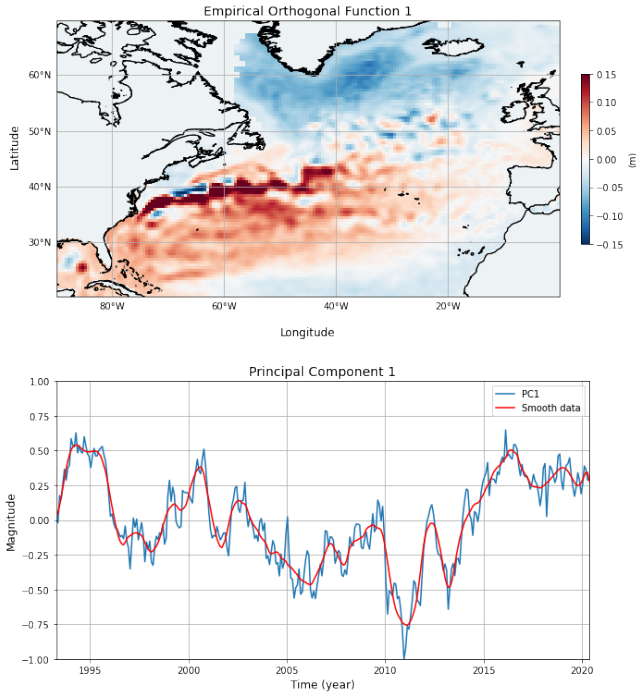 Empirical Orthogonal Function 1
60°N
50°N
40°N
30°N
Latitude
80°W 60°W 40°W 20°W
Longitude
0.15
0.10
0.05
0.00
−0.05
−0.10
−0.15
(m)
Principal Component 1
1.00
0.75
0.50
0.25
0.00
−0.25
−0.50
−0.75
−1.00
Magnitude
PC1
Smooth data
1995 2000 2005 2010 2015 2020
Time (year)